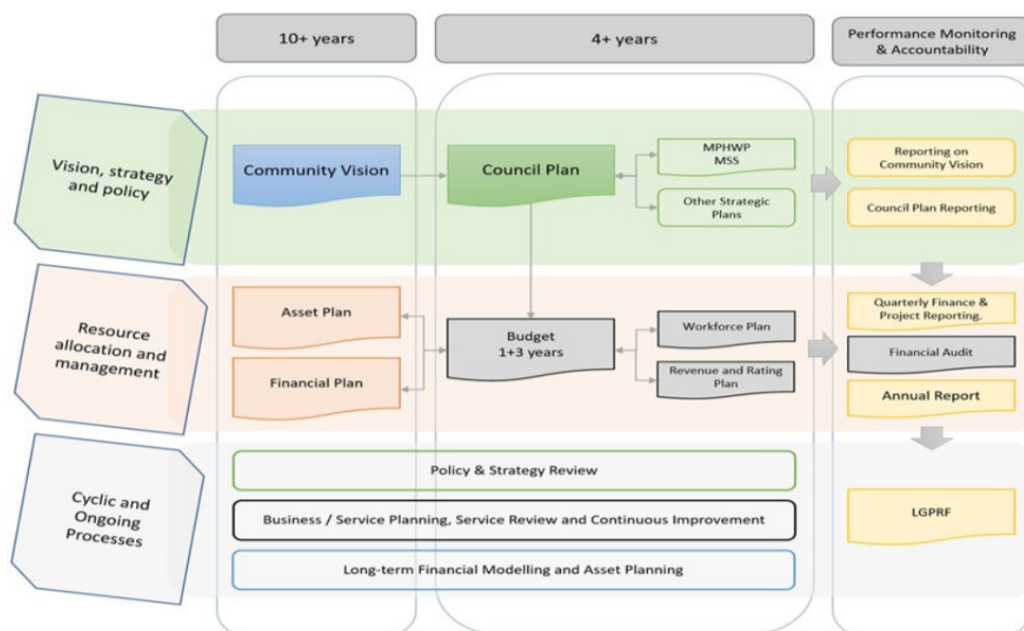 10+ years
4+ years
Performance Monitoring
& Accountability
Vision, strategy
and policy
Community Vision
Council Plan
MPHWP
MSS
Other Strategic
Plans
Reporting on
Community Vision
Council Plan Reporting
Resource
allocation and
management
Asset Plan
Financial Plan
Budget
1+3 years
Workforce Plan
Revenue and Rating
Plan
Quarterly Finance &
Project Reporting.
Financial Audit
Annual Report
Cyclic and
Ongoing
Processes
Policy & Strategy Review
Business / Service Planning, Service Review and Continuous Improvement
Long-term Financial Modelling and Asset Planning
LGPRF